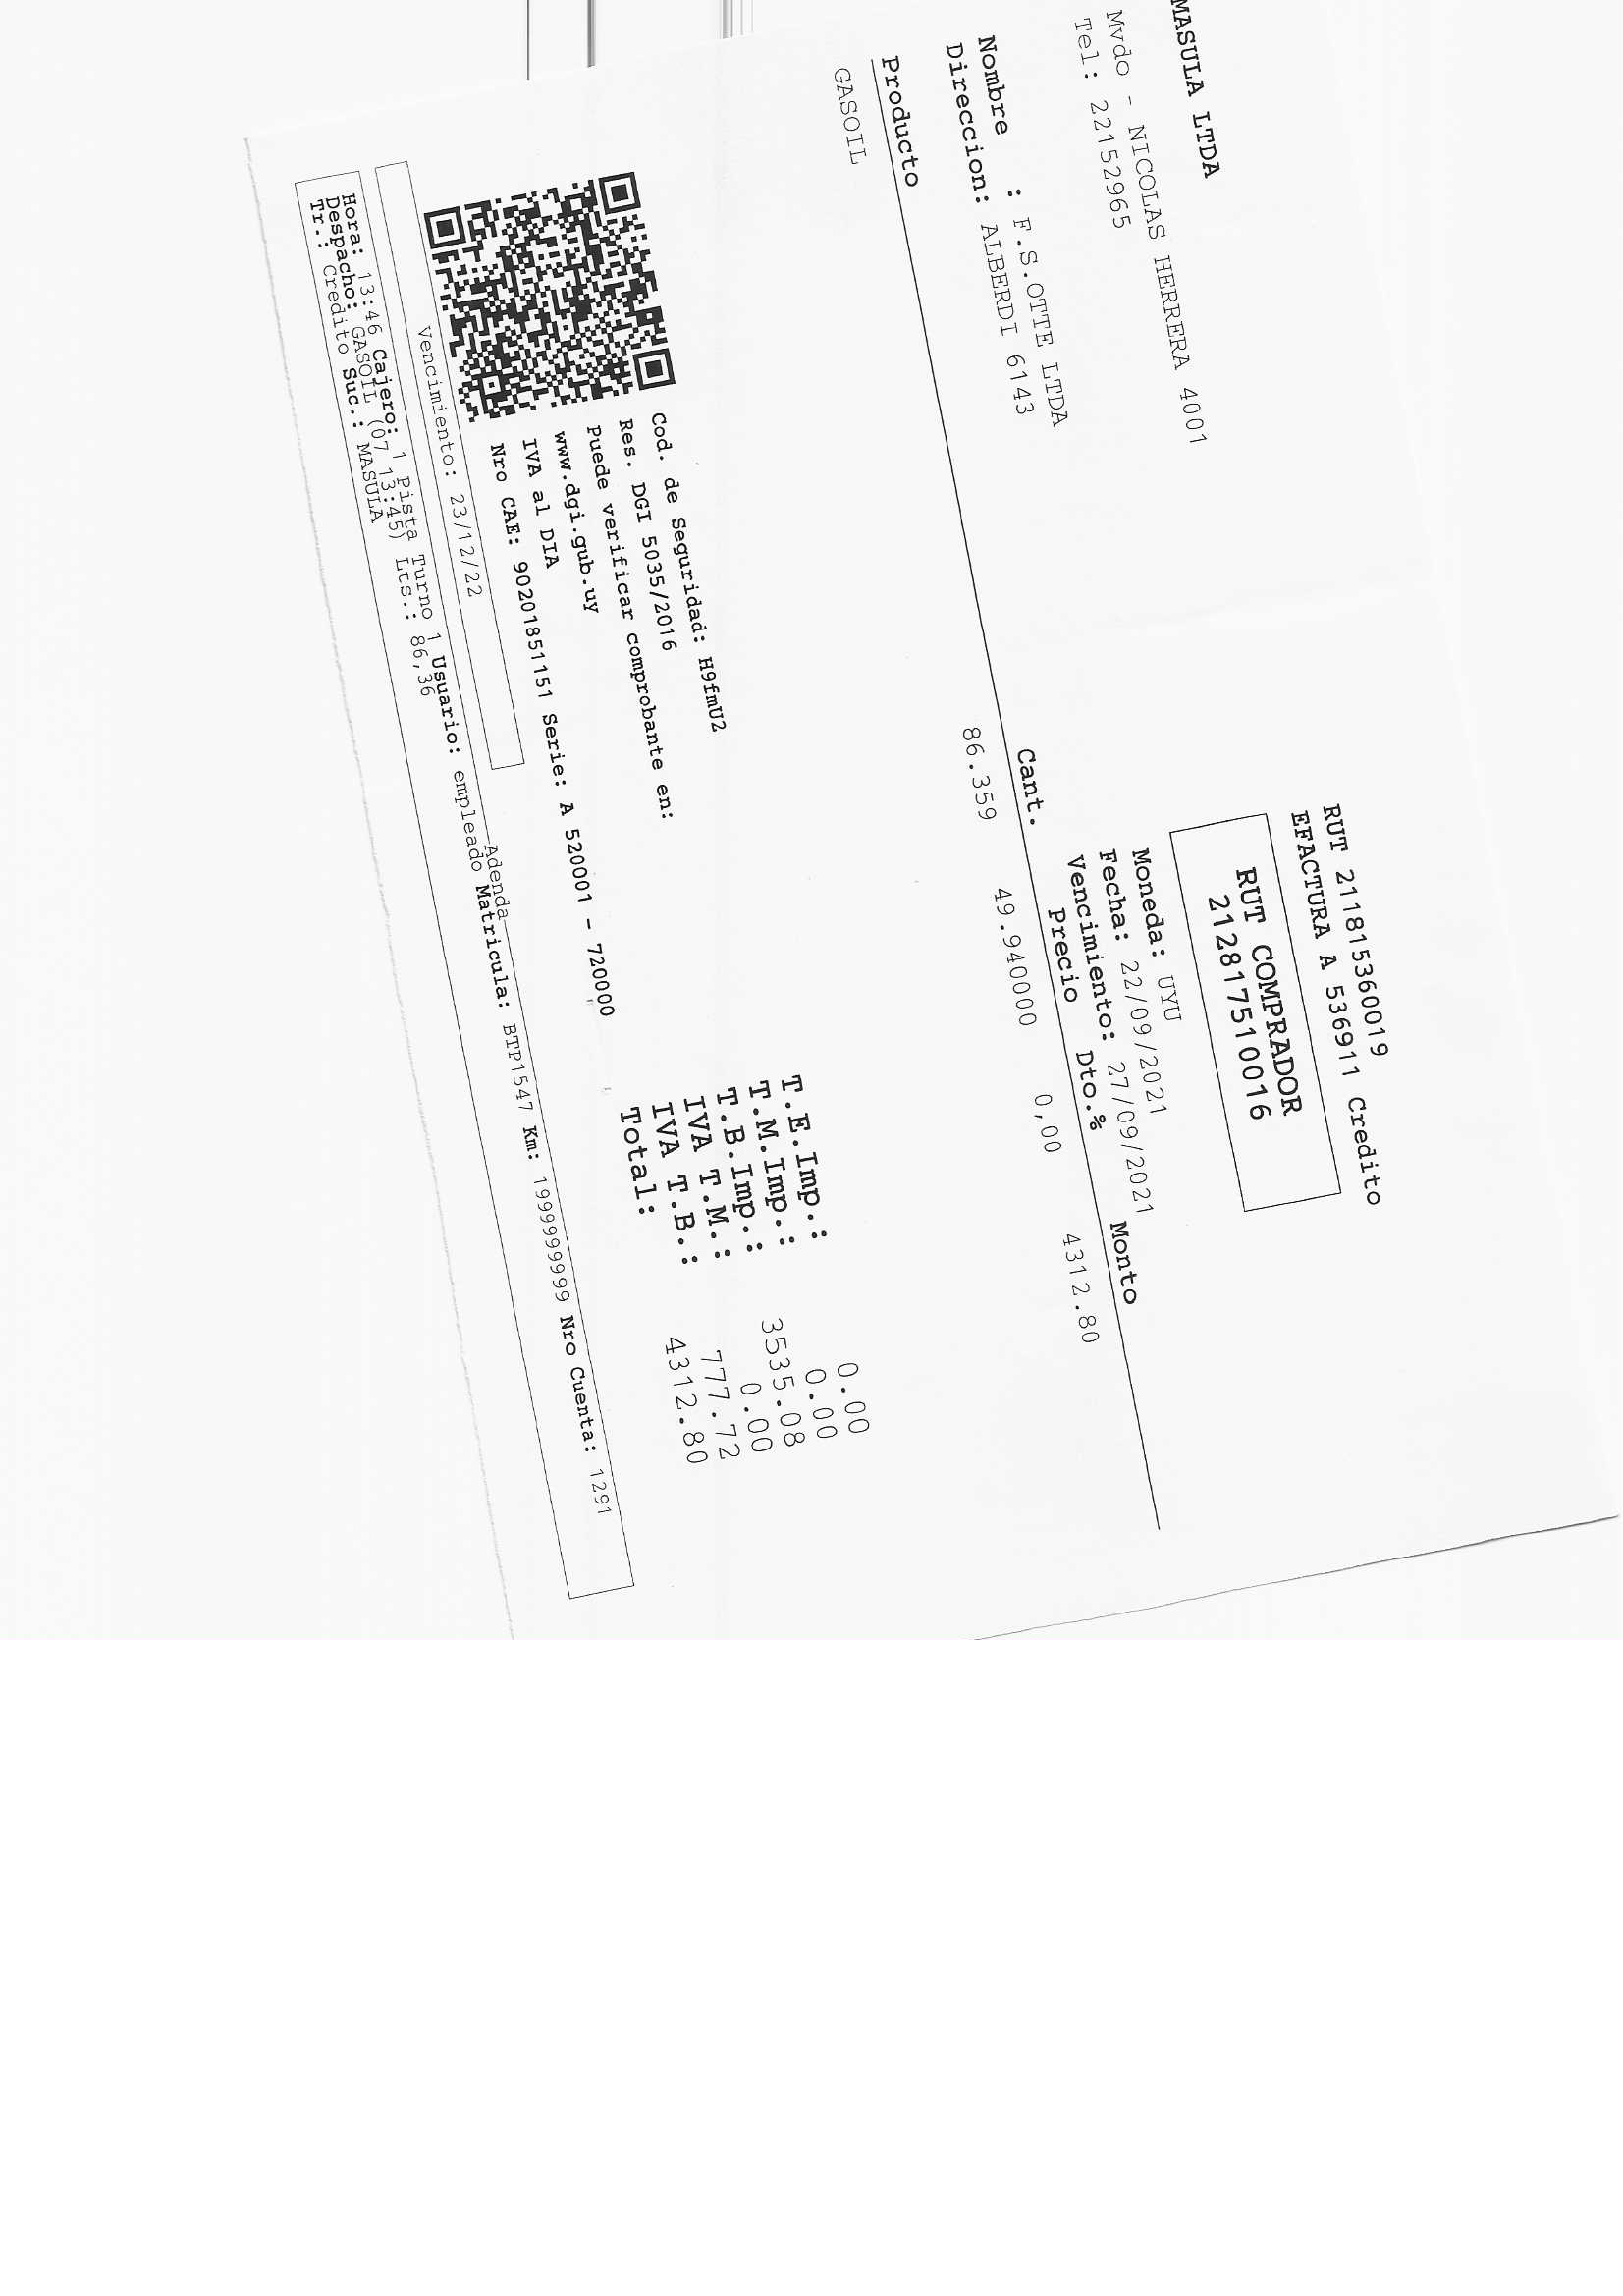 MASULA LTDA
Mvdo - NICOLAS HERRERA 4001
Tel: 22152965
RUT 211815360019
EFACTURA A 536911 Credito
RUT COMPRADOR
212817510016
Nombre : F.S.OTTE LTDA
Direccion: ALBERDI 6143
Moneda: UYU
Fecha: 22/09/2021
Vencimiento: 27/09/2021
Producto Cant. Precio Dto.% Monto
GASOIL 86.359 49.940000 0,00 4312.80
Cod. de Seguridad: H9fmU2
Res. DGI 5035/2016
Puede verificar comprobante en:
www.dgi.gub.uy
IVA al DIA
Nro CAE: 90201851151 Serie: A 520001 - 720000
T.E.Imp.: 0.00
T.M.Imp.: 0.00
T.B.Imp.: 3535.08
IVA T.M.: 0.00
IVA T.B.: 777.72
Total: 4312.80
Vencimiento: 23/12/22
Adenda
Hora: 13:46 Cajero: 1 Pista Turno 1 Usuario: empleado Matricula: BTP1547 Km: 1999999999 Nro Cuenta: 1291
Despacho: GASOIL (07 13:45) Lts.: 86,36
Tr.: Credito Suc.: MASULA